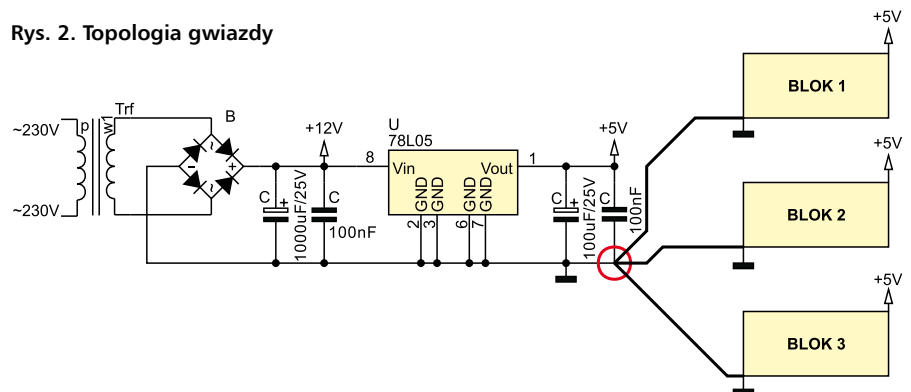 Rys. 2. Topologia gwiazdy
+5V
BLOK 1
~230V
~230V
p
Trf
w1
B
~
-
+
~
+12V
C
+
1000uF/25V
C
100nF
8
U
78L05
Vin
Vout
GND
GND
GND
GND
2
3
6
7
1
+5V
C
+
100uF/25V
C
100nF
+5V
BLOK 2
+5V
BLOK 3